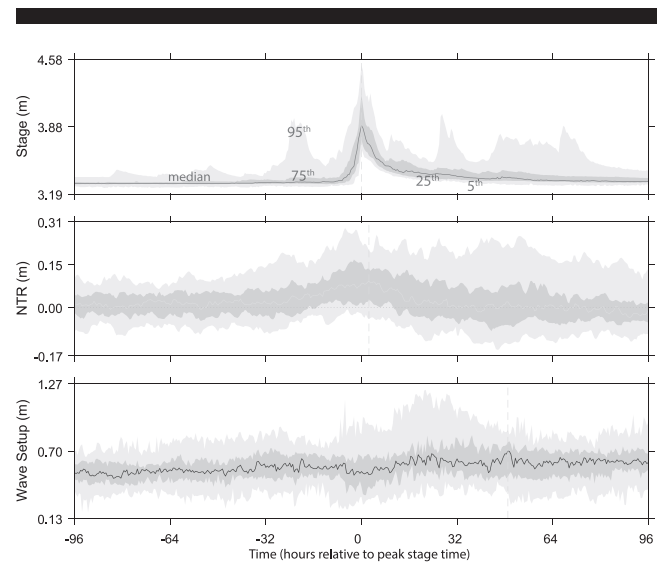 4.58
Stage (m)
3.88
95th
median
75th
25th
5th
3.19
0.31
NTR (m)
0.15
0.00
-0.17
1.27
Wave Setup (m)
0.70
0.13
-96 -64 -32 0 32 64 96
Time (hours relative to peak stage time)